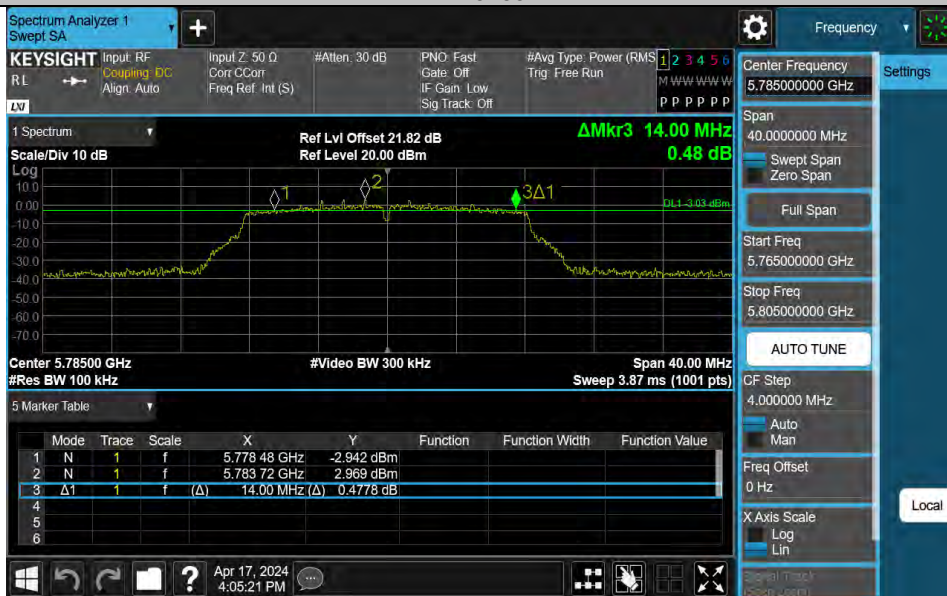 Spectrum Analyzer 1
Swept SA
+
Frequency
KEYSIGHT
RL
LXI
Input: RF
Coupling: DC
Align: Auto
Input Z: 50 Ω
Corr CCorr
Freq Ref: Int (S)
#Atten: 30 dB
PNO: Fast
Gate: Off
IF Gain: Low
Sig Track: Off
#Avg Type: Power (RMS
Trig: Free Run
1 2 3 4 5 6
M W W W W W
P P P P P P
1 Spectrum
Scale/Div 10 dB
Ref Lvl Offset 21.82 dB
Ref Level 20.00 dBm
ΔMkr3 14.00 MHz
0.48 dB
Log
10.0
0.00
-10.0
-20.0
-30.0
-40.0
-50.0
-60.0
-70.0
1
2
3Δ1
DL1 -3.03 dBm
Center 5.78500 GHz
#Video BW 300 kHz
Span 40.00 MHz
#Res BW 100 kHz
Sweep 3.87 ms (1001 pts)
5 Marker Table
Mode Trace Scale X Y Function Function Width Function Value
1 N 1 f 5.778 48 GHz -2.942 dBm
2 N 1 f 5.783 72 GHz 2.969 dBm
3 Δ1 1 f (Δ) 14.00 MHz (Δ) 0.4778 dB
4
5
6
?
Apr 17, 2024
4:05:21 PM
Center Frequency
5.785000000 GHz
Span
40.0000000 MHz
Swept Span
Zero Span
Full Span
Start Freq
5.765000000 GHz
Stop Freq
5.805000000 GHz
AUTO TUNE
CF Step
4.000000 MHz
Auto
Man
Freq Offset
0 Hz
X Axis Scale
Log
Lin
Signal Track
Settings
Local